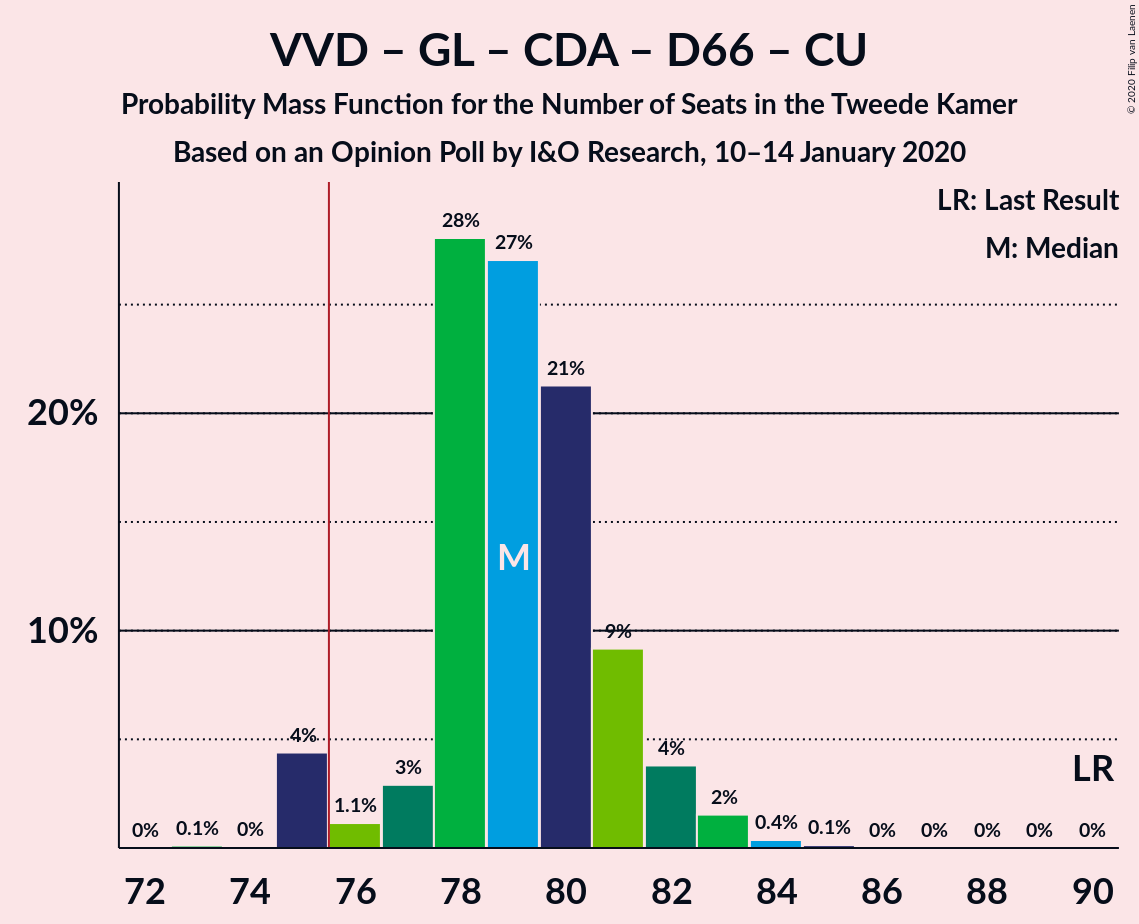 VVD – GL – CDA – D66 – CU
Probability Mass Function for the Number of Seats in the Tweede Kamer
Based on an Opinion Poll by I&O Research, 10–14 January 2020
© 2020 Filip van Laenen
LR: Last Result
M: Median
28%
27%
21%
20%
M
10%
9%
4%
4%
LR
3%
2%
1.1%
0%
0.1%
0%
0.4%
0.1%
0%
0%
0%
0%
0%
72 74 76 78 80 82 84 86 88 90